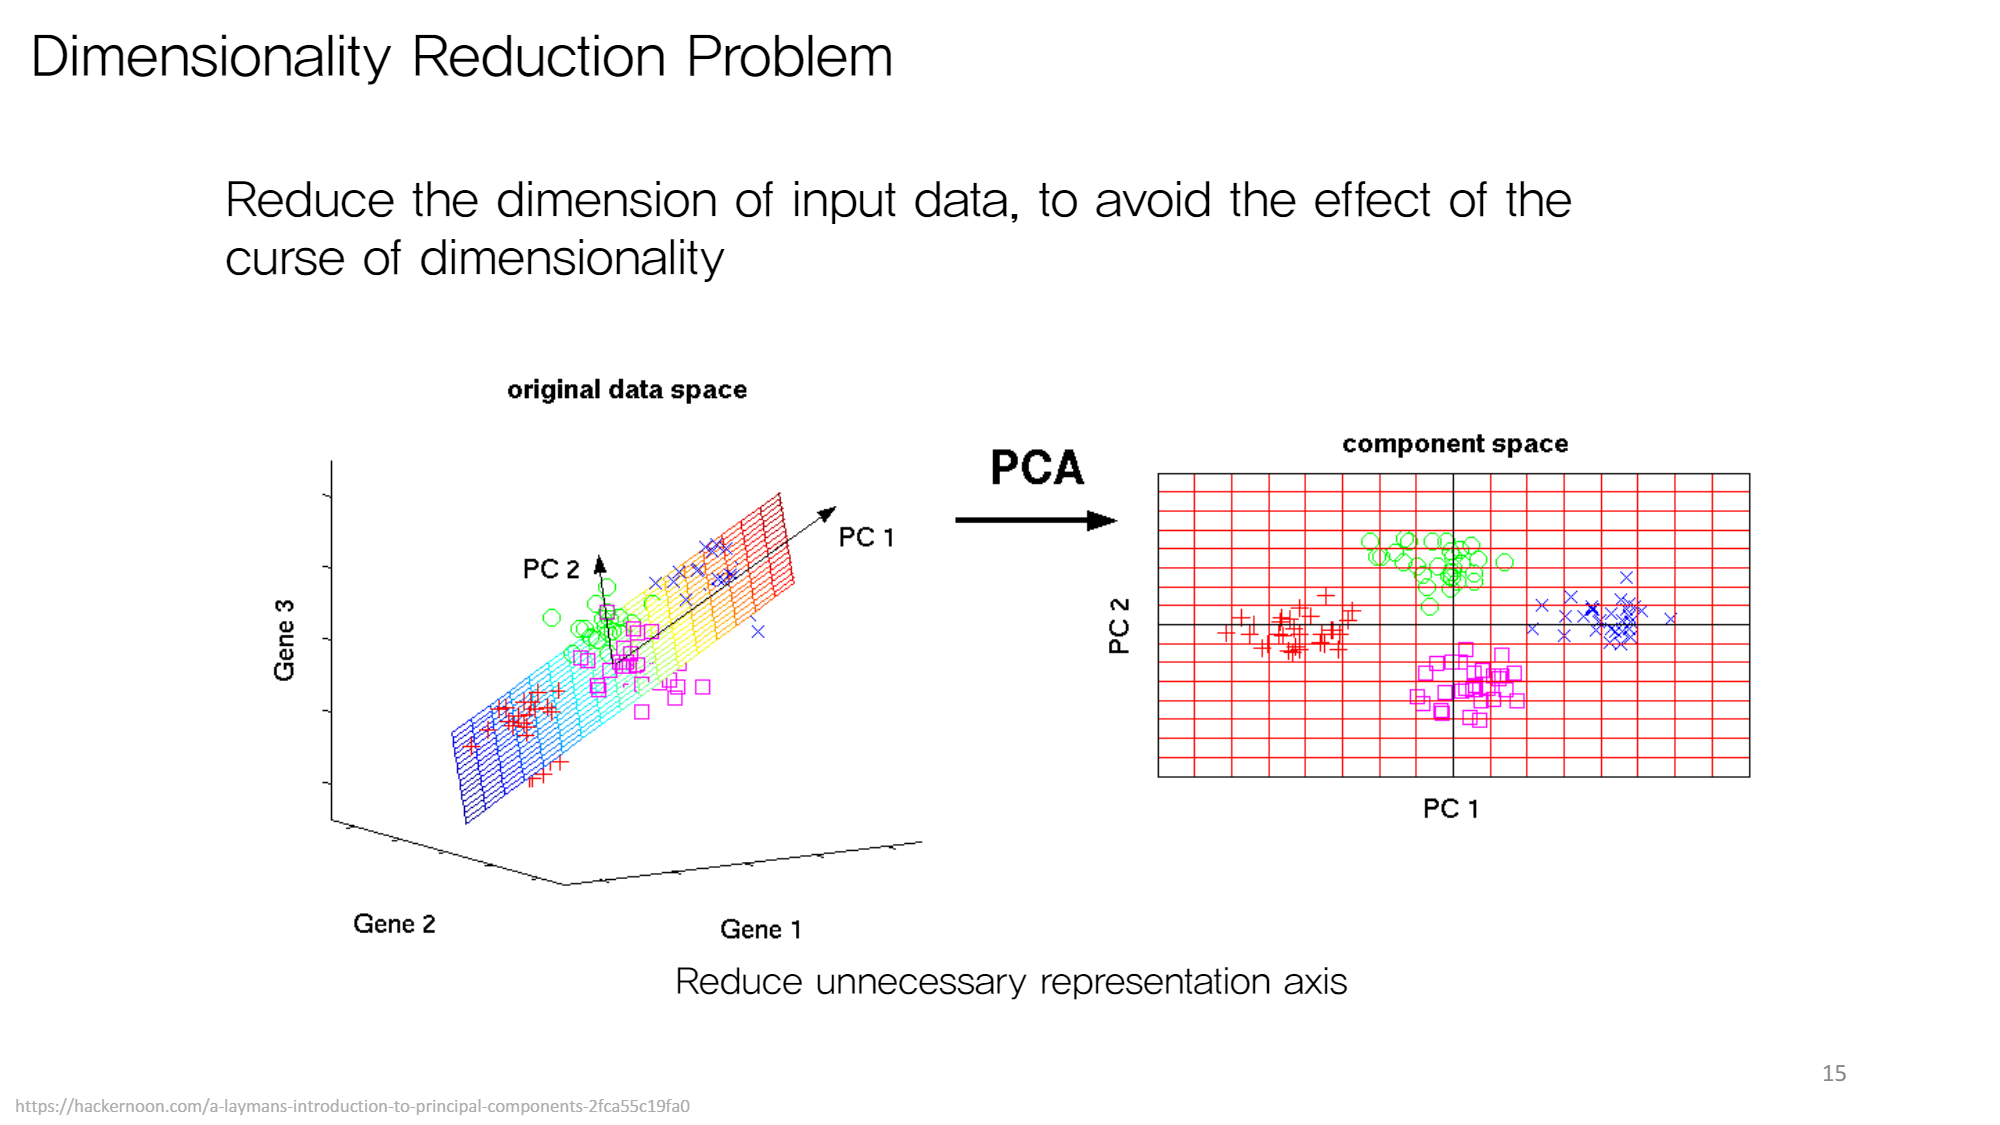 Dimensionality Reduction Problem
Reduce the dimension of input data, to avoid the effect of the
curse of dimensionality
original data space
PC 1
PC 2
Gene 3
Gene 2
Gene 1
PCA
component space
PC 2
PC 1
Reduce unnecessary representation axis
15
https://hackernoon.com/a-laymans-introduction-to-principal-components-2fca55c19fa0